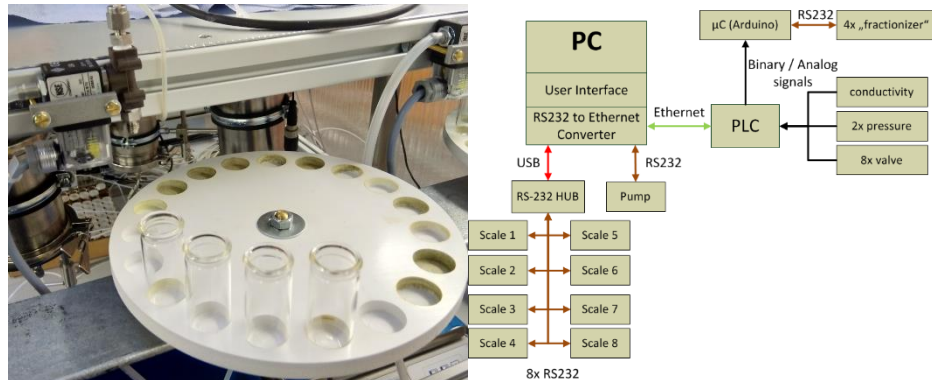 PC
User Interface
RS232 to Ethernet
Converter
µC (Arduino)
RS232
4x „fractionizer“
Binary / Analog
signals
Ethernet
PLC
conductivity
2x pressure
8x valve
USB
RS232
RS-232 HUB
Pump
Scale 1
Scale 5
Scale 2
Scale 6
Scale 3
Scale 7
Scale 4
Scale 8
8x RS232